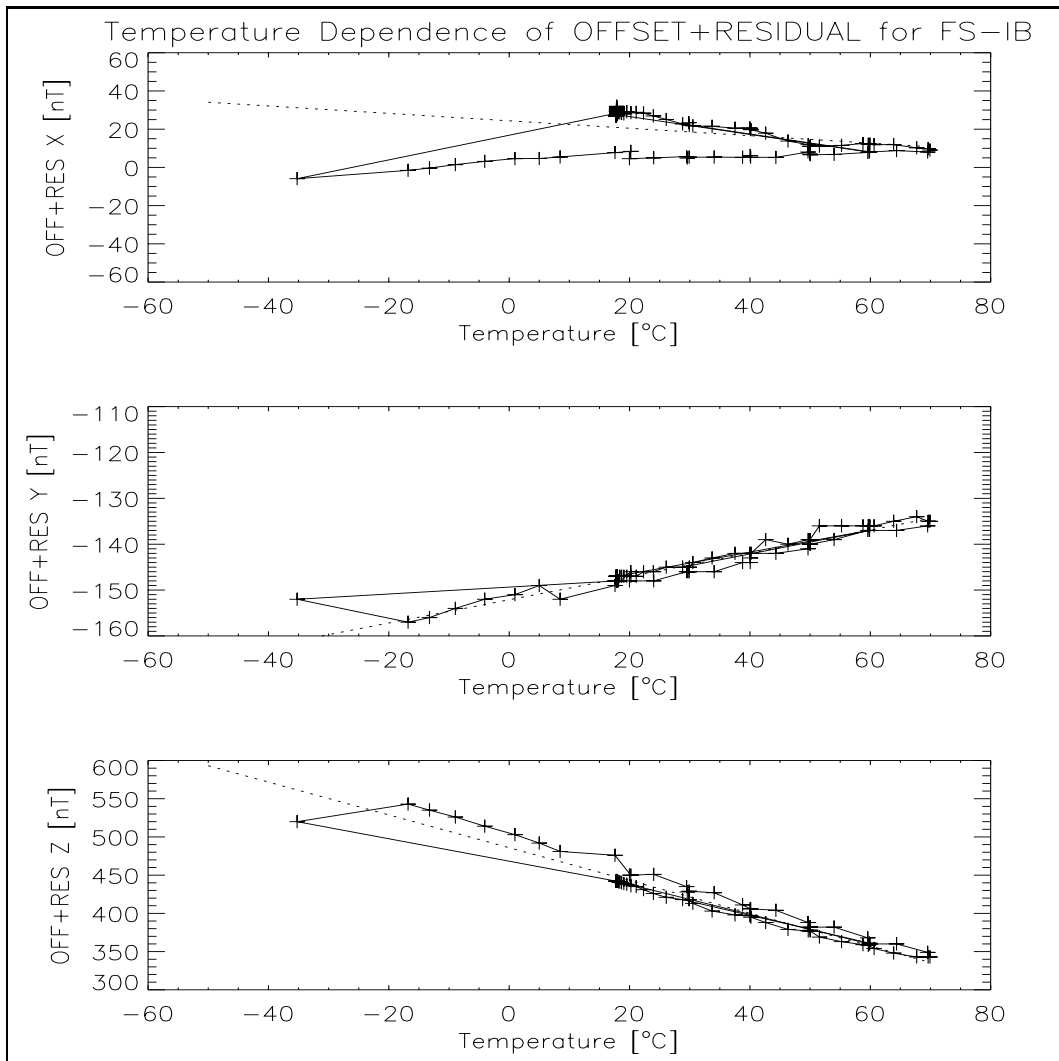 Temperature Dependence of OFFSET+RESIDUAL for FS-IB
OFF+RES X [nT]
60
40
20
0
-20
-40
-60
-60 -40 -20 0 20 40 60 80
Temperature [°C]
OFF+RES Y [nT]
-110
-120
-130
-140
-150
-160
-60 -40 -20 0 20 40 60 80
Temperature [°C]
OFF+RES Z [nT]
600
550
500
450
400
350
300
-60 -40 -20 0 20 40 60 80
Temperature [°C]